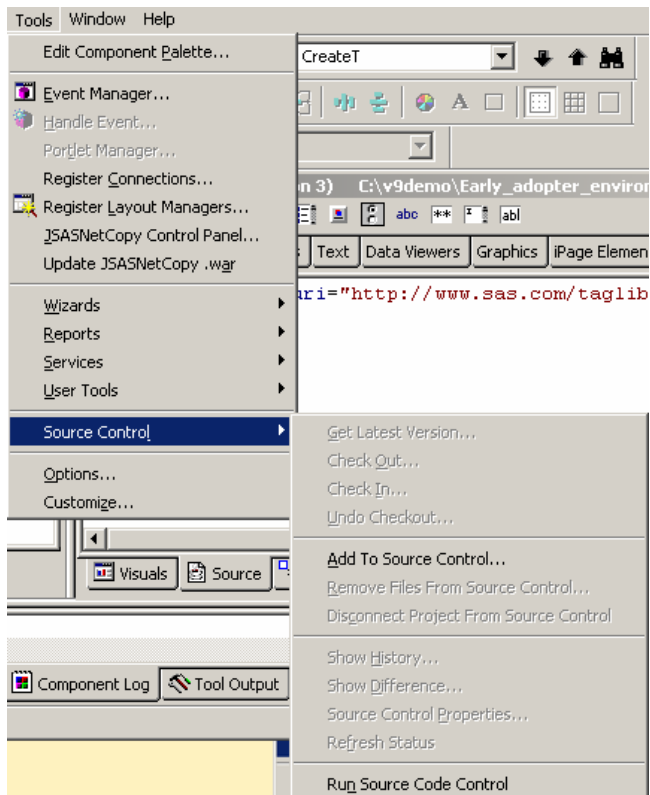 Tools Window Help
Edit Component Palette...
CreateT
Event Manager...
Handle Event...
A
Portlet Manager...
Register Connections...
n 3) C:\v9demo\Early_adopter_enviror
Register Layout Managers...
abc ** abl
JSASNetCopy Control Panel...
Text Data Viewers Graphics iPage Elemen
Update JSASNetCopy .war
uri="http://www.sas.com/taglib
Wizards
Reports
Services
User Tools
Source Control
Get Latest Version...
Check Out...
Options...
Check In...
Customize...
Undo Checkout...
Add To Source Control...
Visuals Source
Remove Files From Source Control...
Disconnect Project From Source Control
Show History...
Component Log Tool Output
Show Difference...
Source Control Properties...
Refresh Status
Run Source Code Control